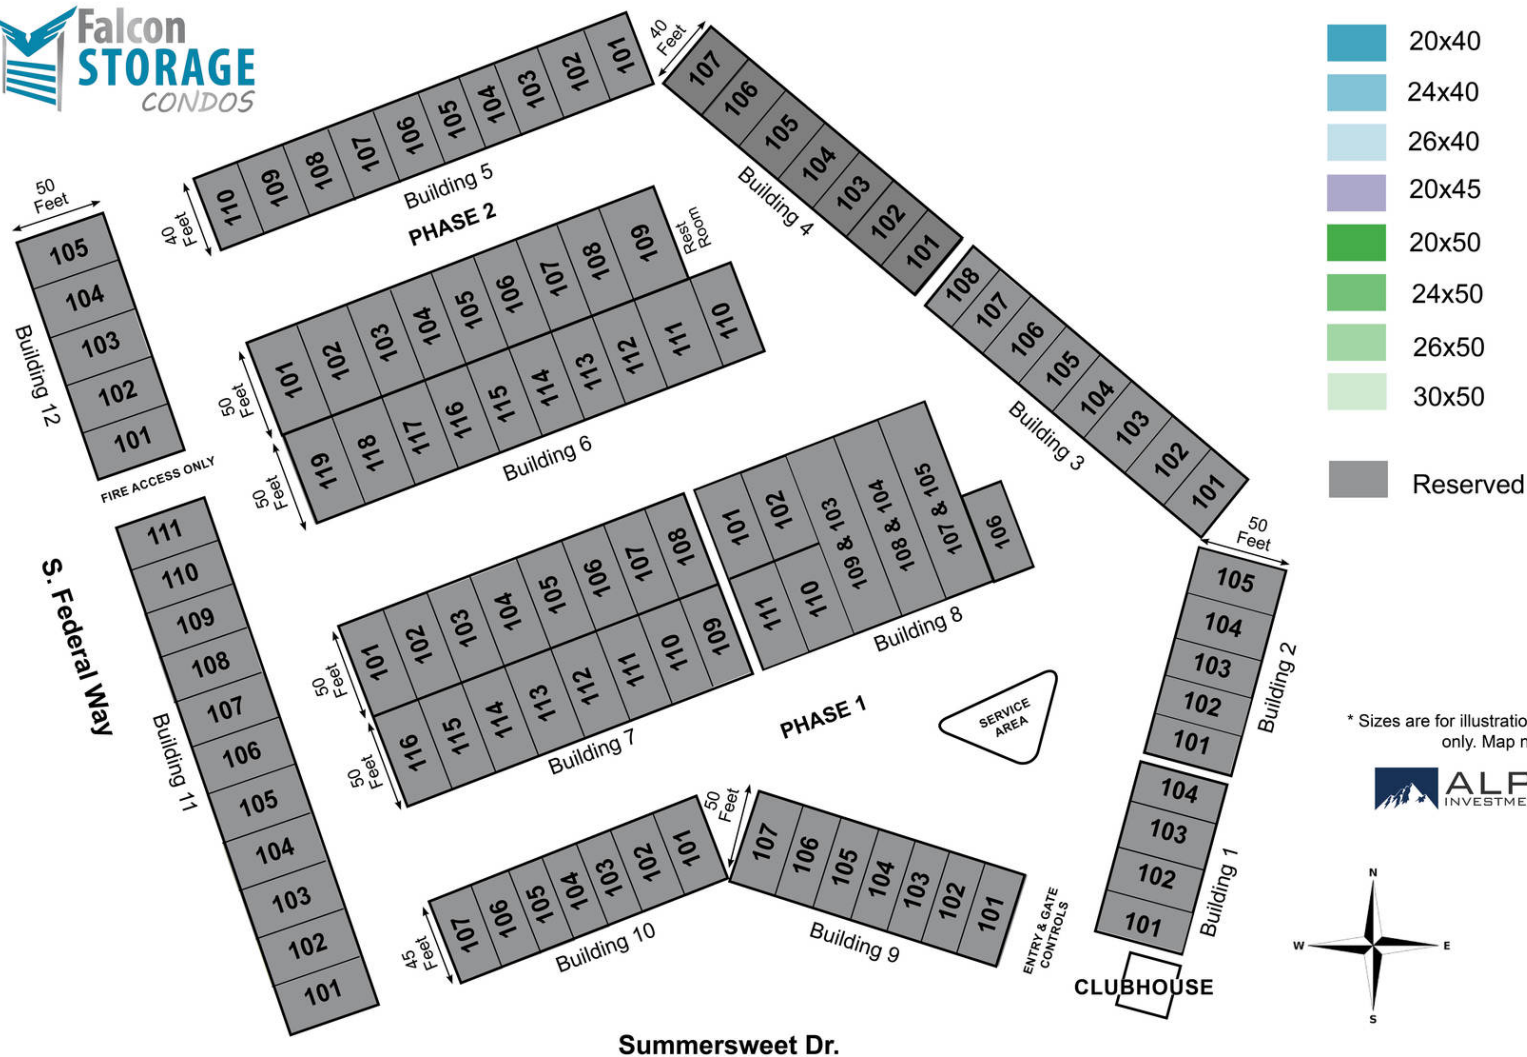 Falcon
STORAGE
CONDOS
20x40
24x40
26x40
20x45
20x50
24x50
26x50
30x50
Reserved
40
Feet
110
109
108
107
106
105
104
103
102
101
Building 5
40
Feet
107
106
105
104
103
102
101
Building 4
PHASE 2
50
Feet
105
104
103
102
101
Building 12
FIRE ACCESS ONLY
Rest
Room
50
Feet
101
102
103
104
105
106
107
108
109
50
Feet
119
118
117
116
115
114
113
112
111
110
Building 6
108
107
106
105
104
103
102
101
Building 3
111
110
109
108
107
106
105
104
103
102
101
Building 11
S. Federal Way
50
Feet
101
102
103
104
105
106
107
108
50
Feet
116
115
114
113
112
111
110
109
Building 7
101
102
109 & 103
108 & 104
107 & 105
106
111
110
Building 8
50
Feet
105
104
103
102
101
Building 2
PHASE 1
SERVICE
AREA
* Sizes are for illustratio
only. Map n
ALP
INVESTME
104
103
102
101
Building 1
45
Feet
107
106
105
104
103
102
101
Building 10
50
Feet
107
106
105
104
103
102
101
Building 9
ENTRY & GATE
CONTROLS
CLUBHOUSE
N
W
E
S
Summersweet Dr.